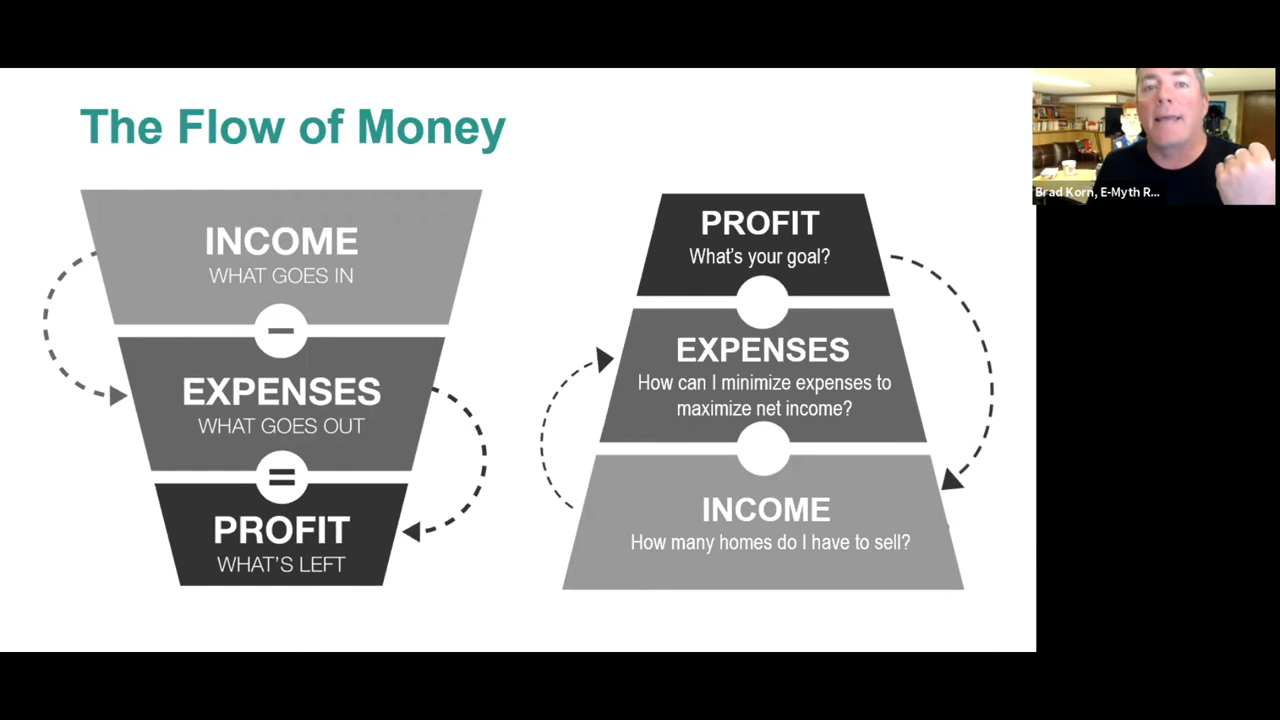 The Flow of Money
INCOME
WHAT GOES IN
−
EXPENSES
WHAT GOES OUT
=
PROFIT
WHAT'S LEFT
PROFIT
What's your goal?
EXPENSES
How can I minimize expenses to
maximize net income?
INCOME
How many homes do I have to sell?
Brad Korn, E-Myth R...